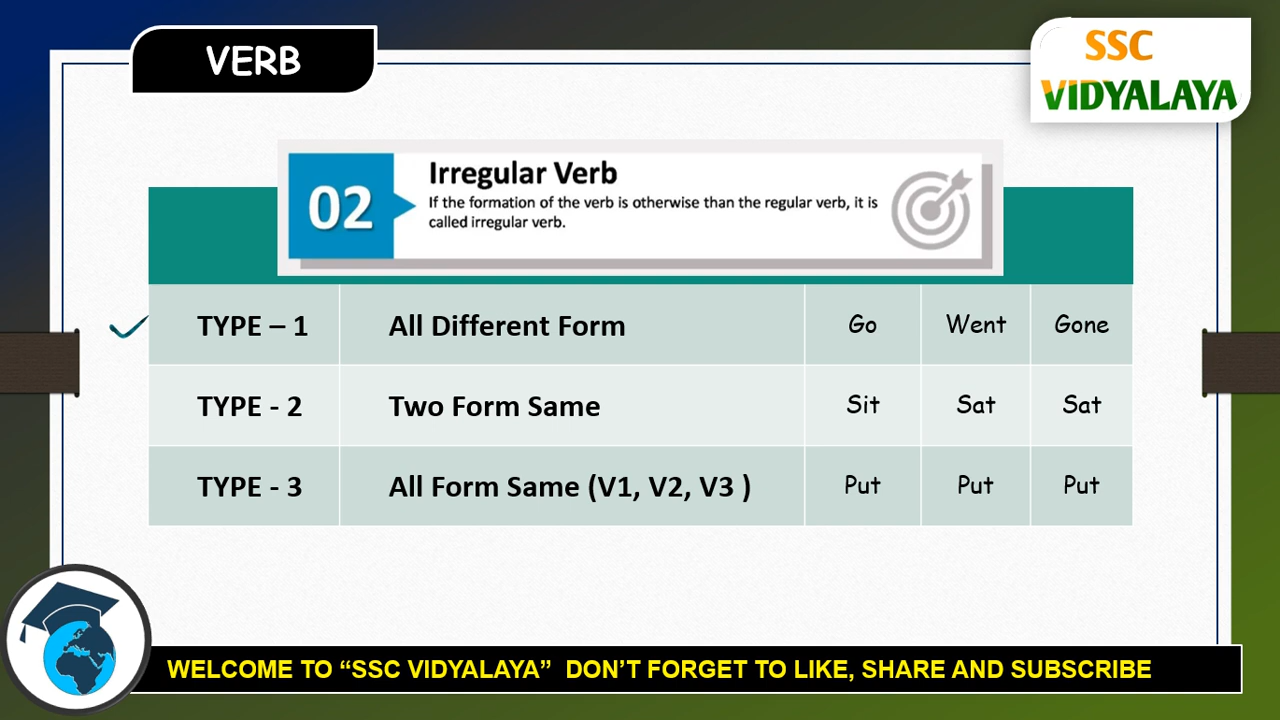 VERB
SSC
VIDYALAYA
02
Irregular Verb
If the formation of the verb is otherwise than the regular verb, it is
called irregular verb.
TYPE – 1 All Different Form Go Went Gone
TYPE - 2 Two Form Same Sit Sat Sat
TYPE - 3 All Form Same (V1, V2, V3 ) Put Put Put
WELCOME TO “SSC VIDYALAYA”  DON’T FORGET TO LIKE, SHARE AND SUBSCRIBE